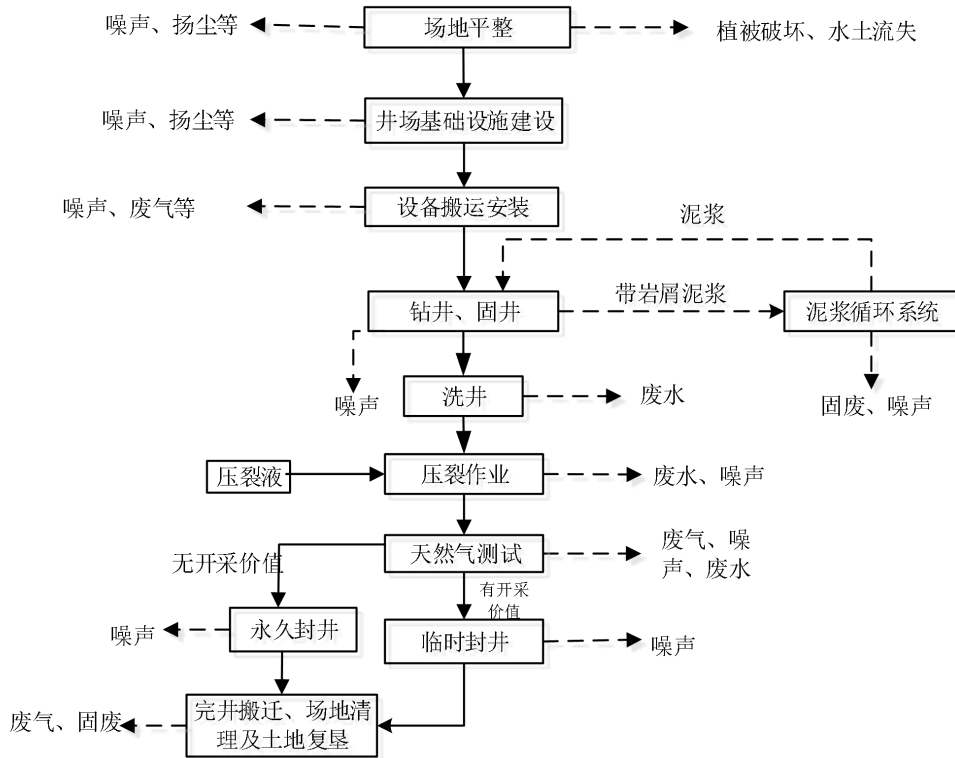 噪声、扬尘等
场地平整
植被破坏、水土流失
噪声、扬尘等
井场基础设施建设
噪声、废气等
设备搬运安装
泥浆
钻井、固井
带岩屑泥浆
泥浆循环系统
噪声
洗井
废水
固废、噪声
压裂液
压裂作业
废水、噪声
无开采价值
天然气测试
废气、噪
声、废水
有开采
价值
噪声
永久封井
临时封井
噪声
废气、固废
完井搬迁、场地清
理及土地复垦